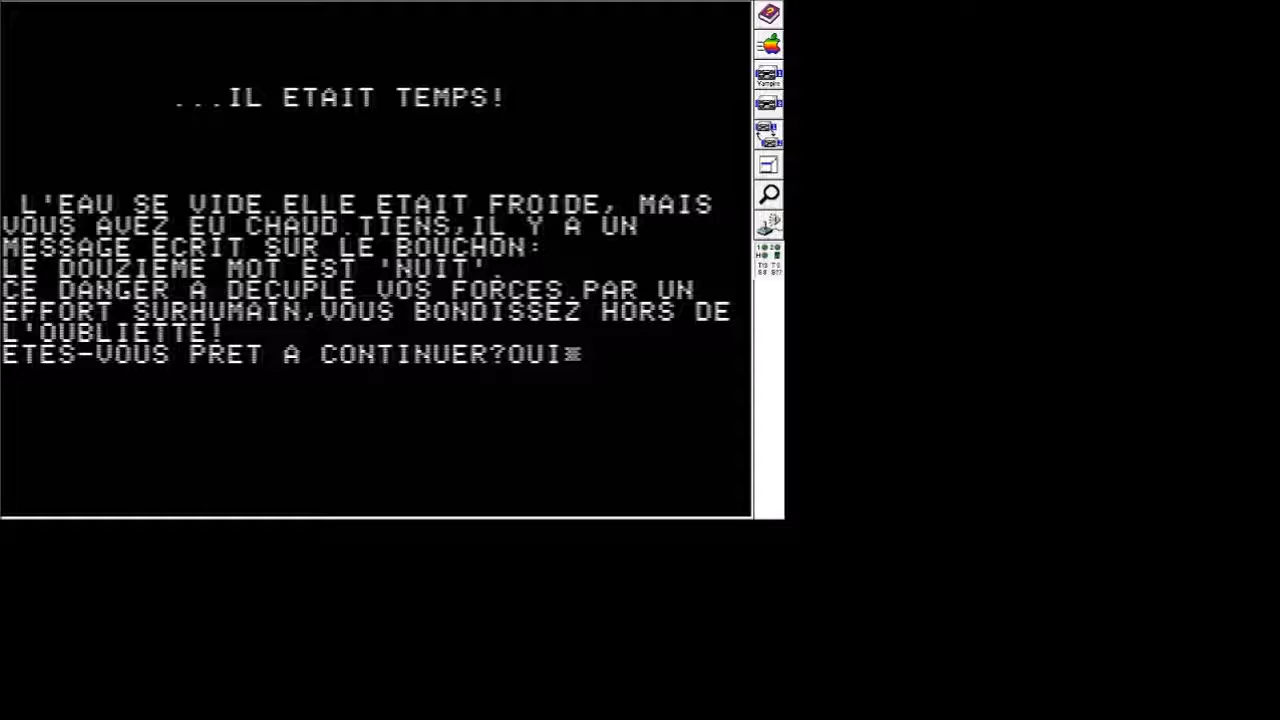 ...IL ETAIT TEMPS!
L'EAU SE VIDE.ELLE ETAIT FROIDE, MAIS
VOUS AVEZ EU CHAUD.TIENS,IL Y A UN
MESSAGE ECRIT SUR LE BOUCHON:
LE DOUZIEME MOT EST 'NUIT'.
CE DANGER A DECUPLE VOS FORCES.PAR UN
EFFORT SURHUMAIN,VOUS BONDISSEZ HORS DE
L'OUBLIETTE!
ETES-VOUS PRET A CONTINUER?OUI